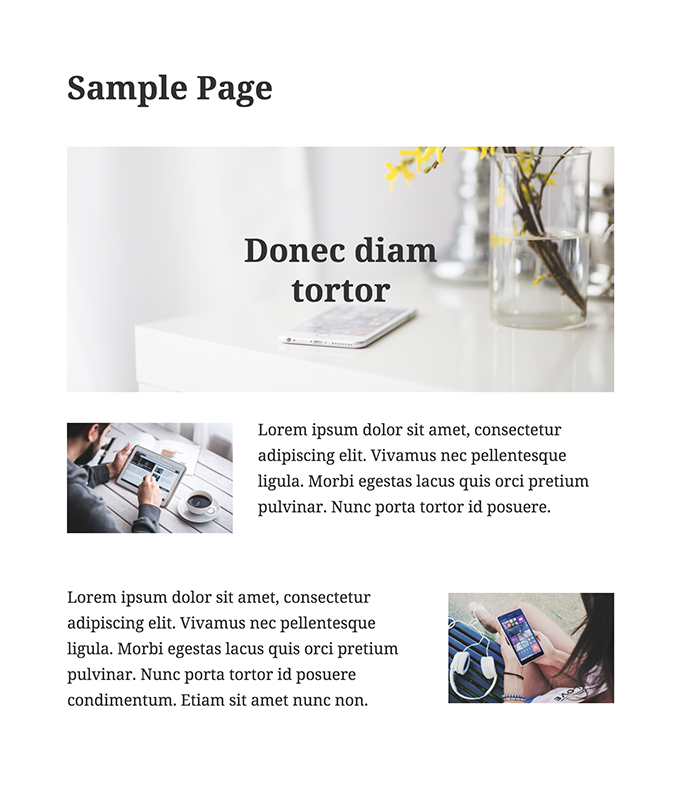 Sample Page
Donec diam
tortor
Lorem ipsum dolor sit amet, consectetur
adipiscing elit. Vivamus nec pellentesque
ligula. Morbi egestas lacus quis orci pretium
pulvinar. Nunc porta tortor id posuere.
Lorem ipsum dolor sit amet, consectetur
adipiscing elit. Vivamus nec pellentesque
ligula. Morbi egestas lacus quis orci pretium
pulvinar. Nunc porta tortor id posuere
condimentum. Etiam sit amet nunc non.